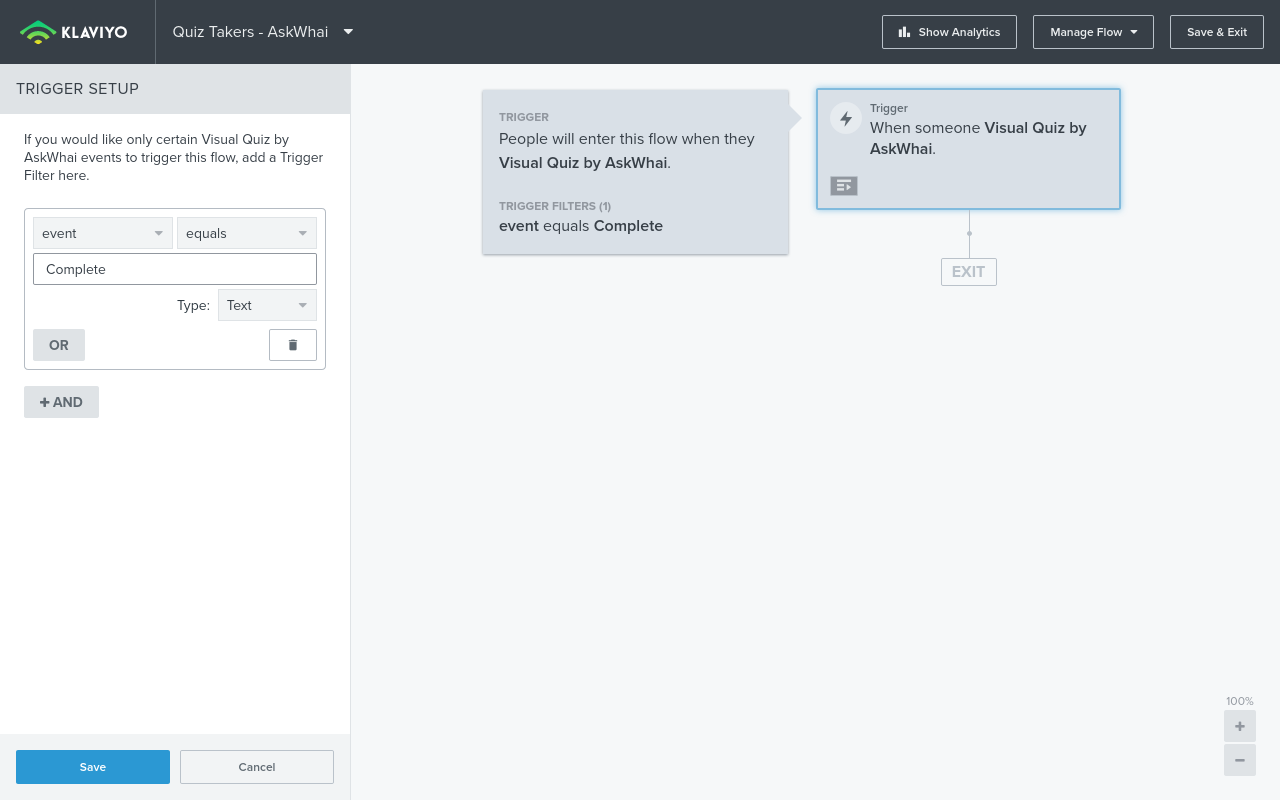 KLAVIYO
Quiz Takers - AskWhai
Show Analytics
Manage Flow
Save & Exit
TRIGGER SETUP
If you would like only certain Visual Quiz by
AskWhai events to trigger this flow, add a Trigger
Filter here.
event
equals
Complete
Type:
Text
OR
+ AND
Save
Cancel
TRIGGER
People will enter this flow when they
Visual Quiz by AskWhai.
TRIGGER FILTERS (1)
event equals Complete
Trigger
When someone Visual Quiz by
AskWhai.
EXIT
100%
+
−